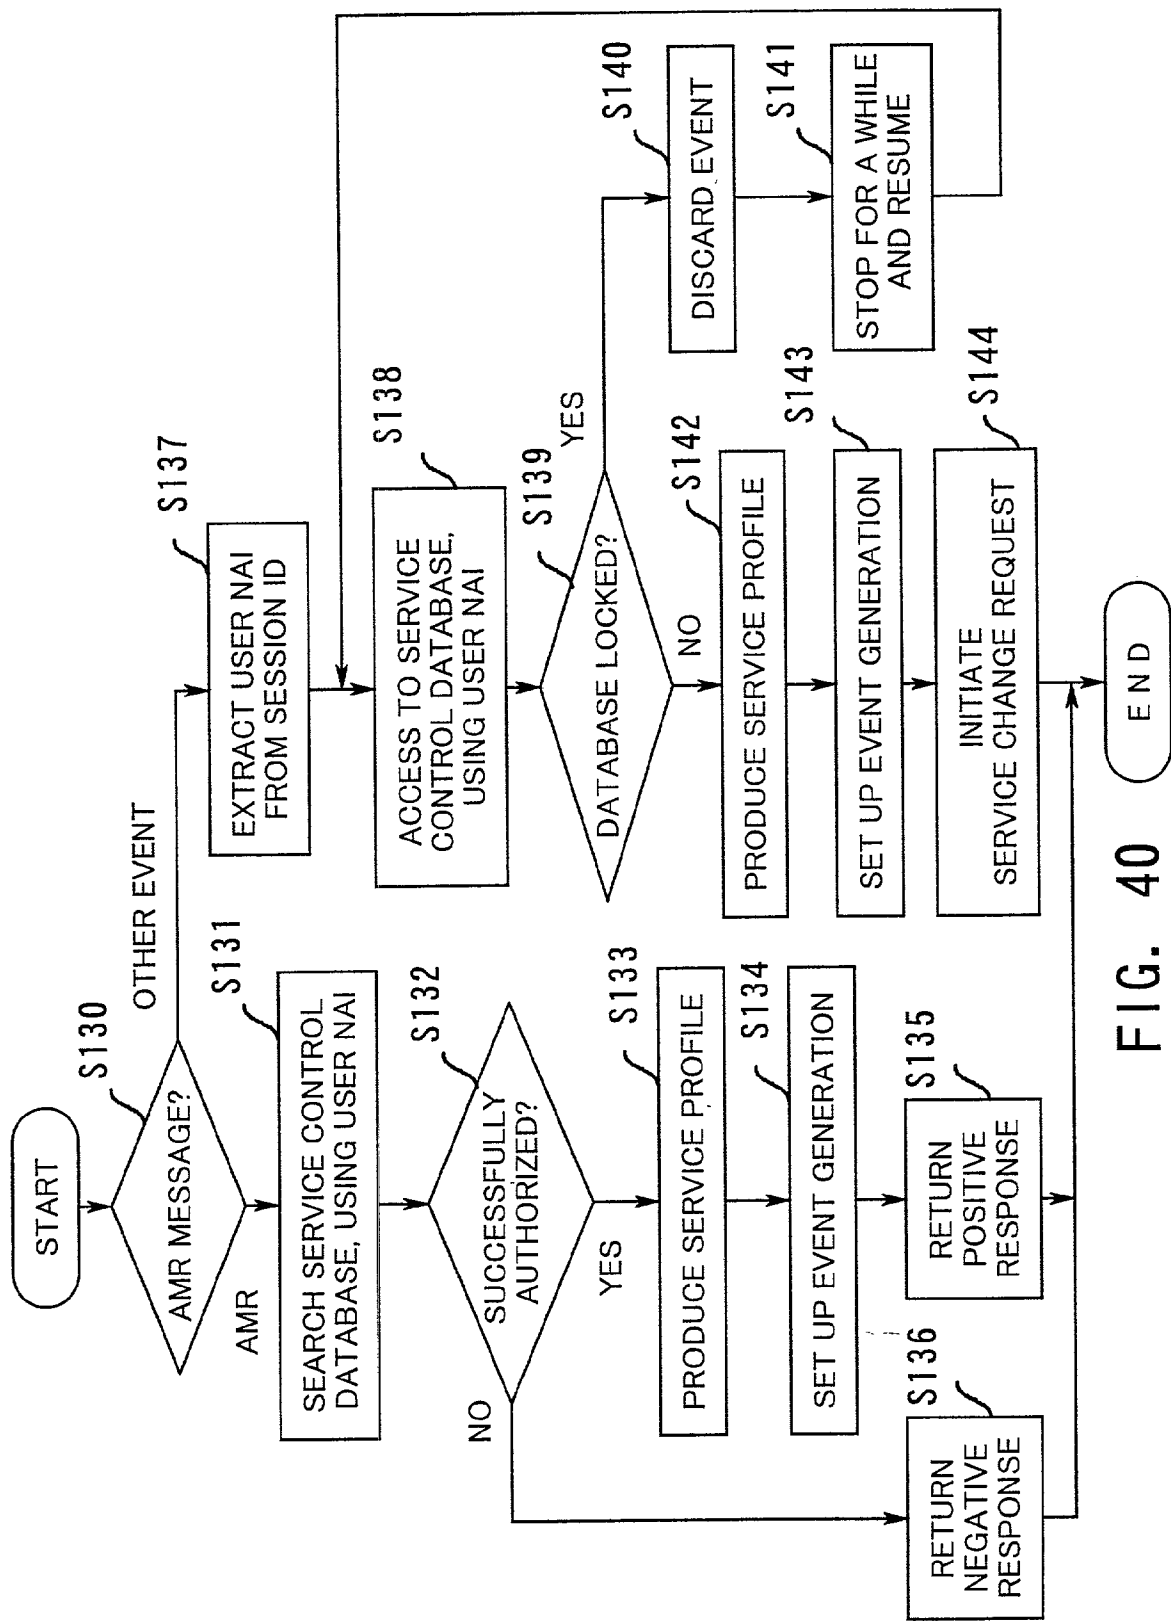 START
S130
AMR MESSAGE?
OTHER EVENT
AMR
S131
SEARCH SERVICE CONTROL
DATABASE, USING USER NAI
S132
SUCCESSFULLY
AUTHORIZED?
NO
YES
S133
PRODUCE SERVICE PROFILE
S134
SET UP EVENT GENERATION
S135
RETURN
POSITIVE
RESPONSE
S136
RETURN
NEGATIVE
RESPONSE
S137
EXTRACT USER NAI
FROM SESSION ID
S138
ACCESS TO SERVICE
CONTROL DATABASE,
USING USER NAI
S139
DATABASE LOCKED?
YES
NO
S140
DISCARD EVENT
S141
STOP FOR A WHILE
AND RESUME
S142
PRODUCE SERVICE PROFILE
S143
SET UP EVENT GENERATION
S144
INITIATE
SERVICE CHANGE REQUEST
END
FIG. 40